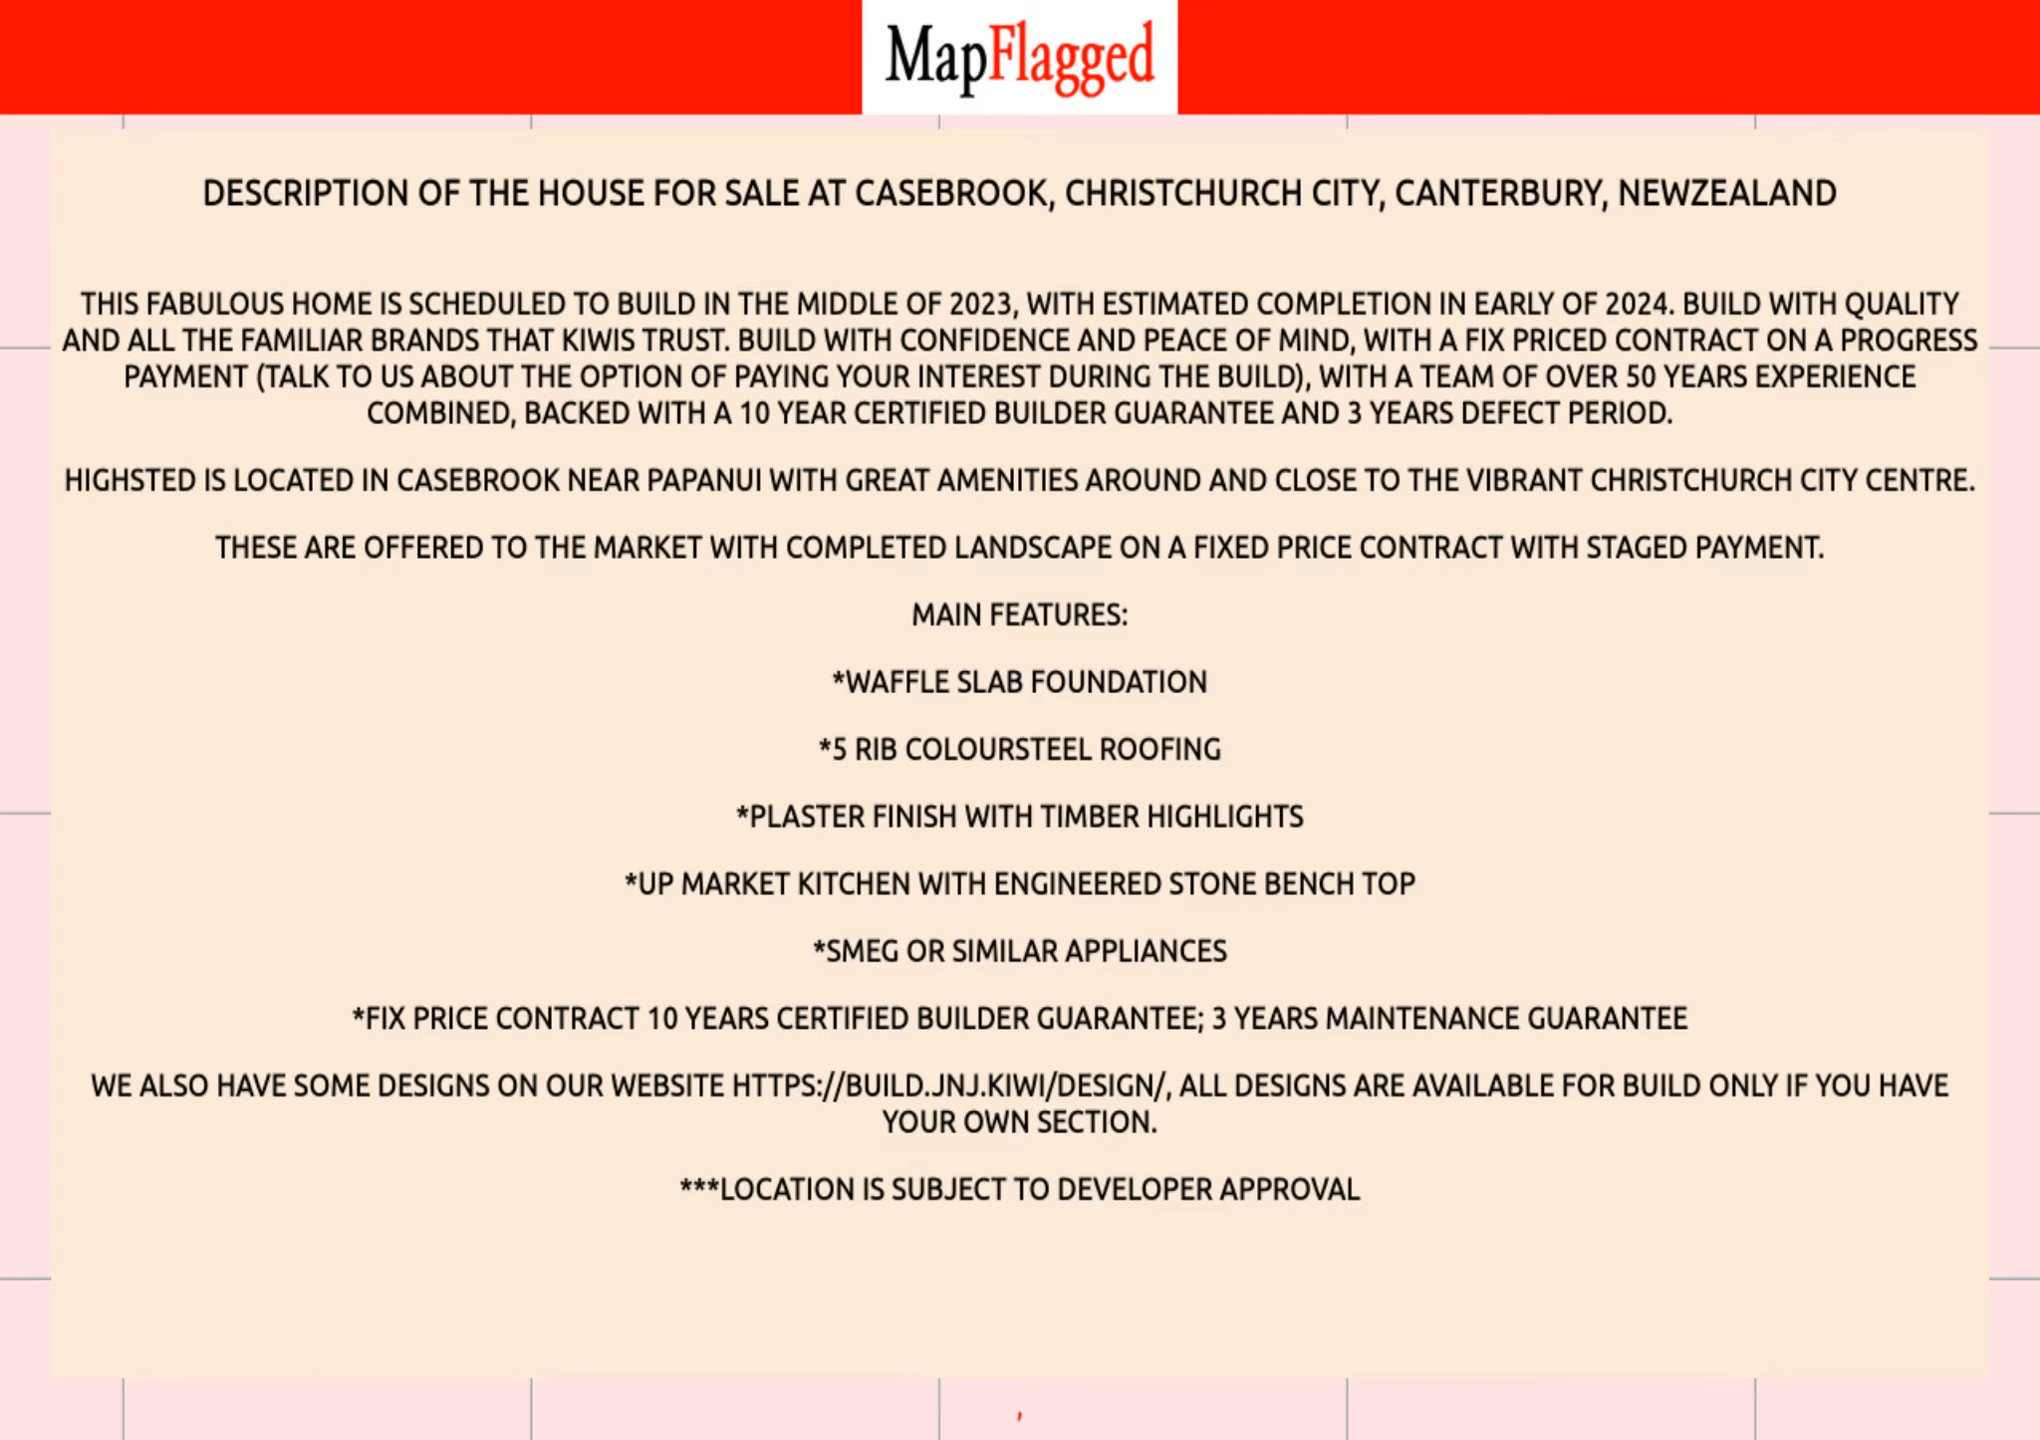 MapFlagged
DESCRIPTION OF THE HOUSE FOR SALE AT CASEBROOK, CHRISTCHURCH CITY, CANTERBURY, NEWZEALAND
THIS FABULOUS HOME IS SCHEDULED TO BUILD IN THE MIDDLE OF 2023, WITH ESTIMATED COMPLETION IN EARLY OF 2024. BUILD WITH QUALITY
AND ALL THE FAMILIAR BRANDS THAT KIWIS TRUST. BUILD WITH CONFIDENCE AND PEACE OF MIND, WITH A FIX PRICED CONTRACT ON A PROGRESS
PAYMENT (TALK TO US ABOUT THE OPTION OF PAYING YOUR INTEREST DURING THE BUILD), WITH A TEAM OF OVER 50 YEARS EXPERIENCE
COMBINED, BACKED WITH A 10 YEAR CERTIFIED BUILDER GUARANTEE AND 3 YEARS DEFECT PERIOD.
HIGHSTED IS LOCATED IN CASEBROOK NEAR PAPANUI WITH GREAT AMENITIES AROUND AND CLOSE TO THE VIBRANT CHRISTCHURCH CITY CENTRE.
THESE ARE OFFERED TO THE MARKET WITH COMPLETED LANDSCAPE ON A FIXED PRICE CONTRACT WITH STAGED PAYMENT.
MAIN FEATURES:
*WAFFLE SLAB FOUNDATION
*5 RIB COLOURSTEEL ROOFING
*PLASTER FINISH WITH TIMBER HIGHLIGHTS
*UP MARKET KITCHEN WITH ENGINEERED STONE BENCH TOP
*SMEG OR SIMILAR APPLIANCES
*FIX PRICE CONTRACT 10 YEARS CERTIFIED BUILDER GUARANTEE; 3 YEARS MAINTENANCE GUARANTEE
WE ALSO HAVE SOME DESIGNS ON OUR WEBSITE HTTPS://BUILD.JNJ.KIWI/DESIGN/, ALL DESIGNS ARE AVAILABLE FOR BUILD ONLY IF YOU HAVE
YOUR OWN SECTION.
***LOCATION IS SUBJECT TO DEVELOPER APPROVAL
,